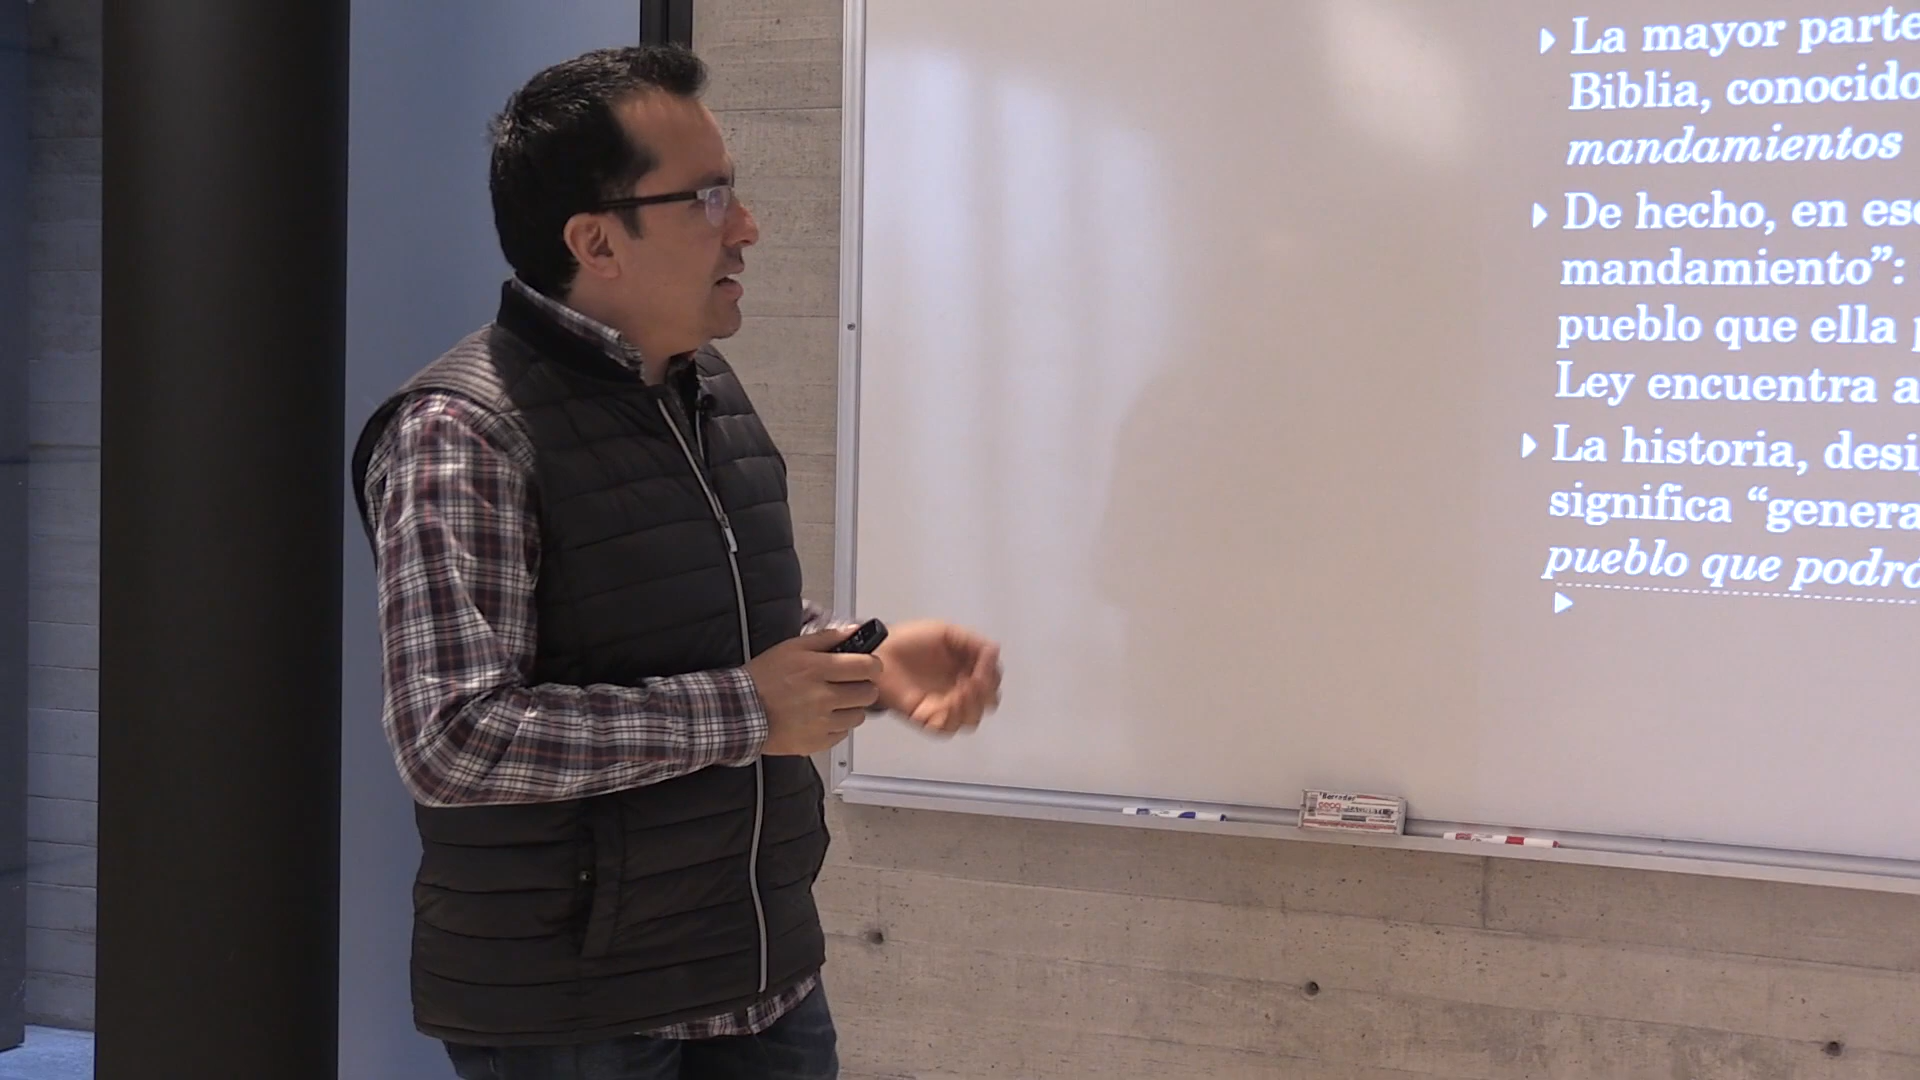 La mayor parte
Biblia, conocido
mandamientos
De hecho, en es
mandamiento”:
pueblo que ella
Ley encuentra a
La historia, desi
significa “genera
pueblo que podr
Borrador